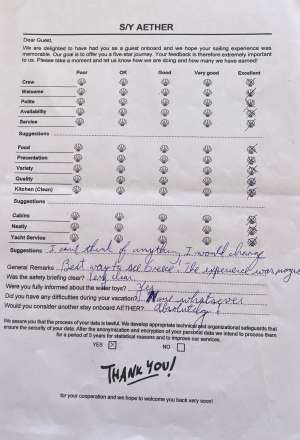 S/Y AETHER
Dear Guest,
We are delighted to have had you as a guest onboard and we hope your sailing experience was
memorable. Our goal is to offer you a five-star journey. Your feedback is therefore extremely important
to us. Please take a moment and let us know how we are doing and how many we have earned!
Poor OK Good Very good Excellent
Crew
Welcome
Polite
Availability
Service
Suggestions
Food
Presentation
Variety
Quality
Kitchen (Clean)
Suggestions
Cabins
Neatly
Yacht Service
Suggestions I can't think of anything I would change
General Remarks Best way to see Greece. The experience was
Was the safety briefing clear? Very clear
Were you fully informed about the water toys? Yes
Did you have any difficulties during your vacation? None whatsoever
Would you consider another stay onboard AETHER? Absolutely!
We assure you that the process of your data is lawful. We develop appropriate technical and organizational safeguards that
ensure the security of your data. After the anonymization and encryption of your personal data we intend to process them
for a period of 5 years for statistical reasons and to improve our services.
YES NO
THANK YOU!
for your cooperation and we hope to welcome you back very soon!